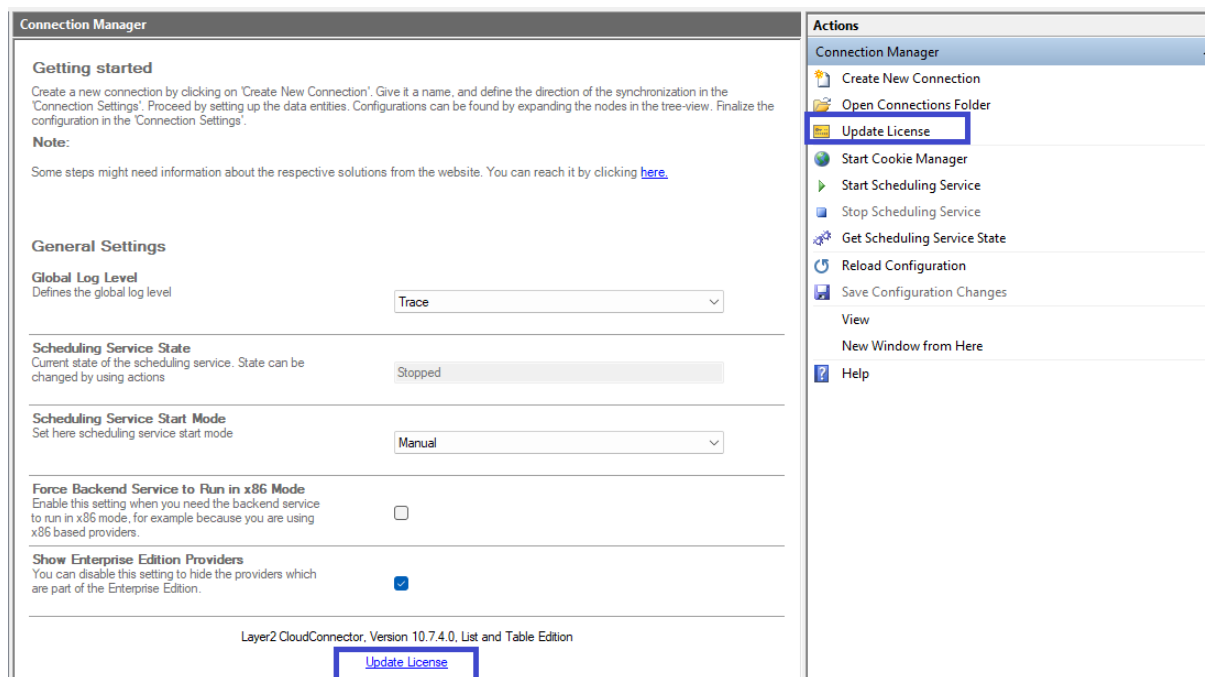 Connection Manager
Getting started
Create a new connection by clicking on 'Create New Connection'. Give it a name, and define the direction of the synchronization in the
'Connection Settings'. Proceed by setting up the data entities. Configurations can be found by expanding the nodes in the tree-view. Finalize the
configuration in the 'Connection Settings'.
Note:
Some steps might need information about the respective solutions from the website. You can reach it by clicking here.
General Settings
Global Log Level
Defines the global log level
Trace
Scheduling Service State
Current state of the scheduling service. State can be
changed by using actions
Stopped
Scheduling Service Start Mode
Set here scheduling service start mode
Manual
Force Backend Service to Run in x86 Mode
Enable this setting when you need the backend service
to run in x86 mode, for example because you are using
x86 based providers.
Show Enterprise Edition Providers
You can disable this setting to hide the providers which
are part of the Enterprise Edition.
Layer2 CloudConnector, Version 10.7.4.0, List and Table Edition
Update License
Actions
Connection Manager
Create New Connection
Open Connections Folder
Update License
Start Cookie Manager
Start Scheduling Service
Stop Scheduling Service
Get Scheduling Service State
Reload Configuration
Save Configuration Changes
View
New Window from Here
Help